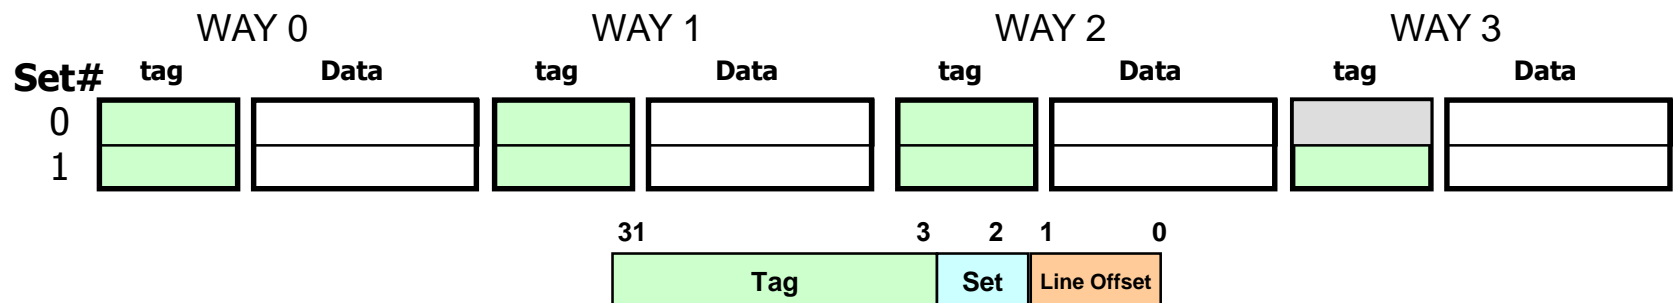 WAY 0 WAY 1 WAY 2 WAY 3
Set# tag Data tag Data tag Data tag Data
0
1
31 3 2 1 0
Tag Set Line Offset